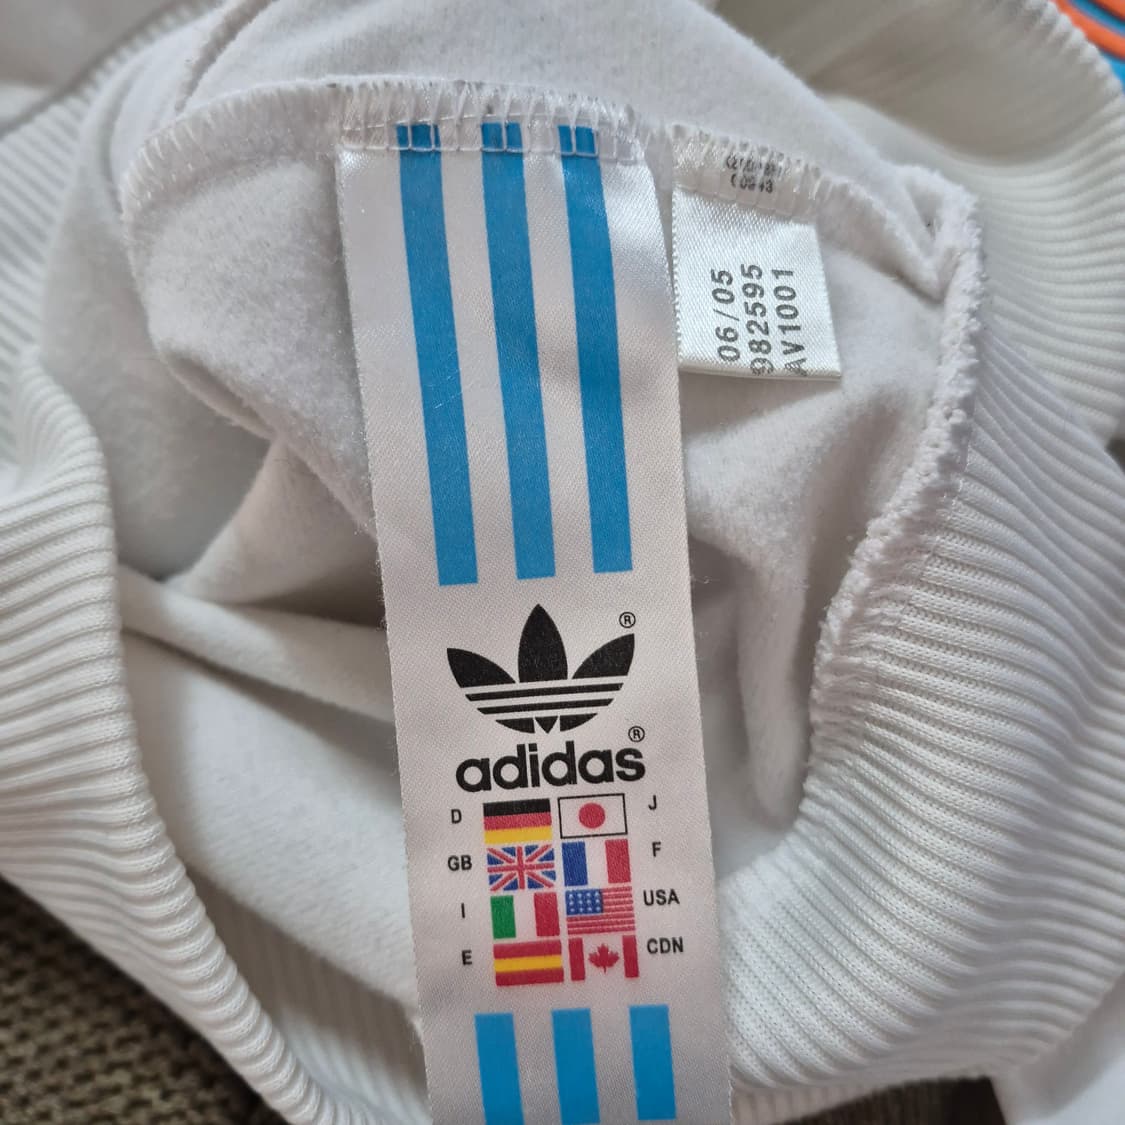 ®
®
adidas
D
J
GB
F
I
USA
E
CDN
06/05
982595
AV1001